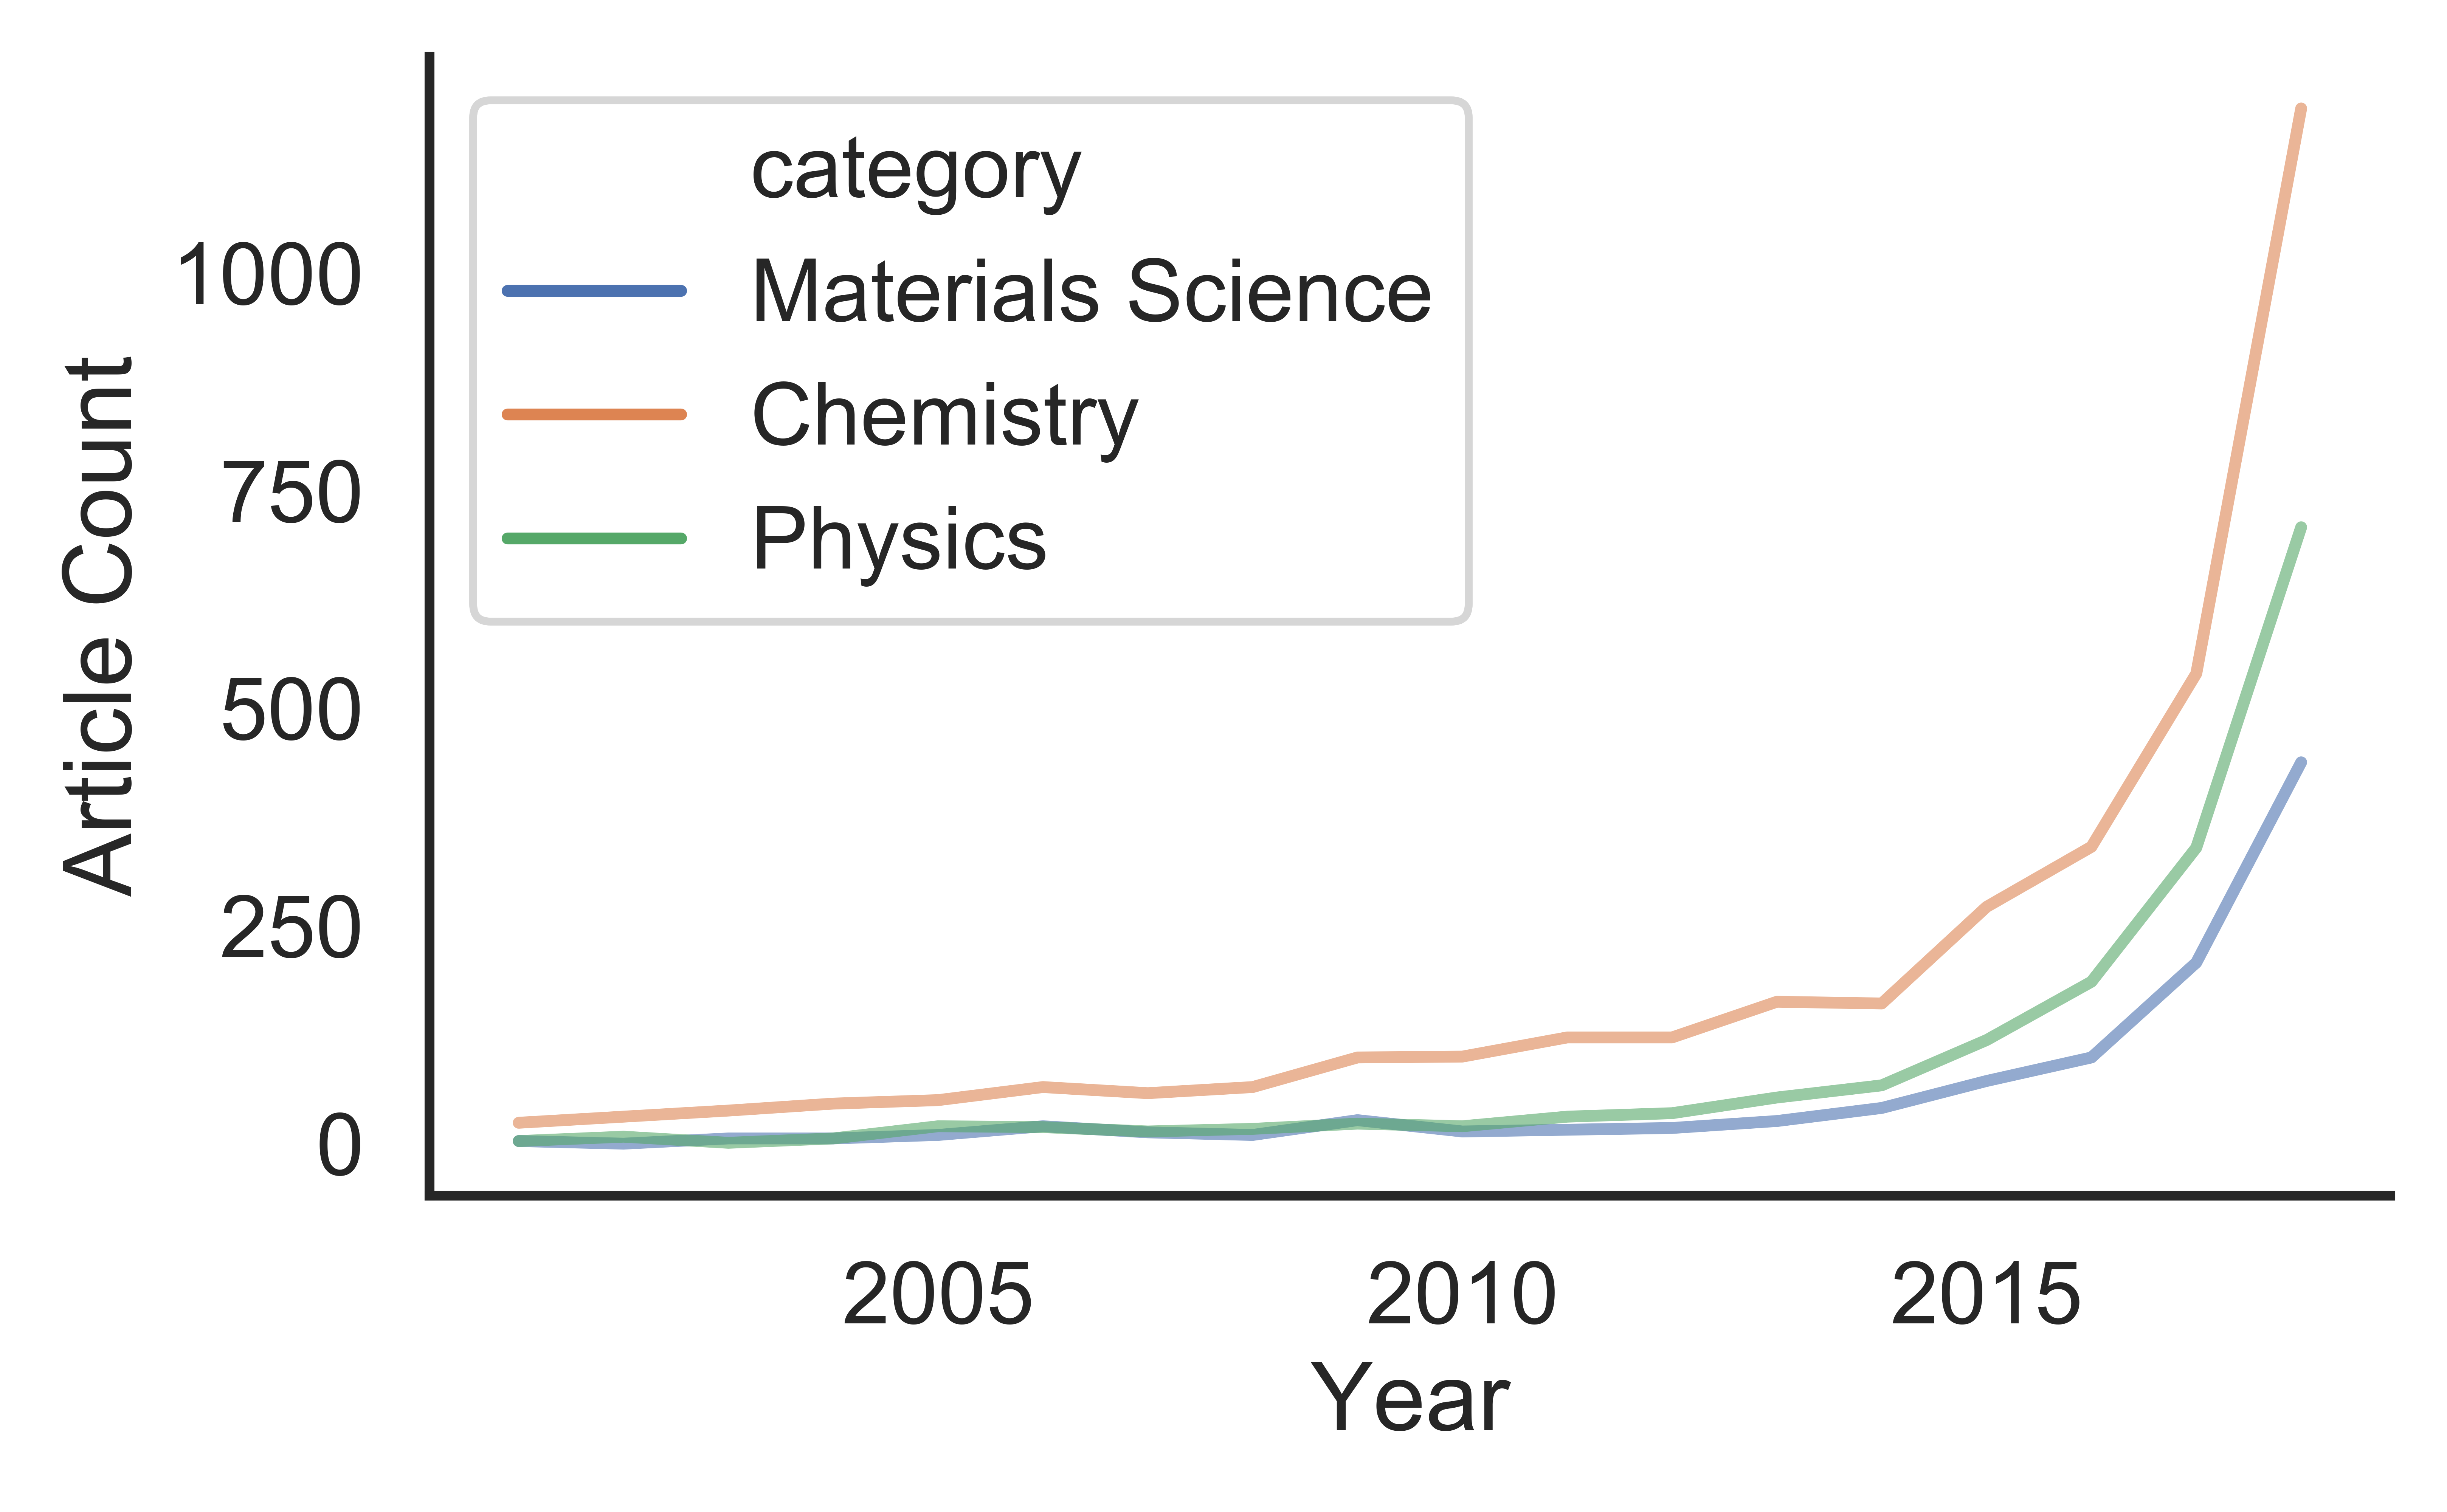 category
Materials Science
Chemistry
Physics
Article Count
1000
750
500
250
0
2005
2010
2015
Year